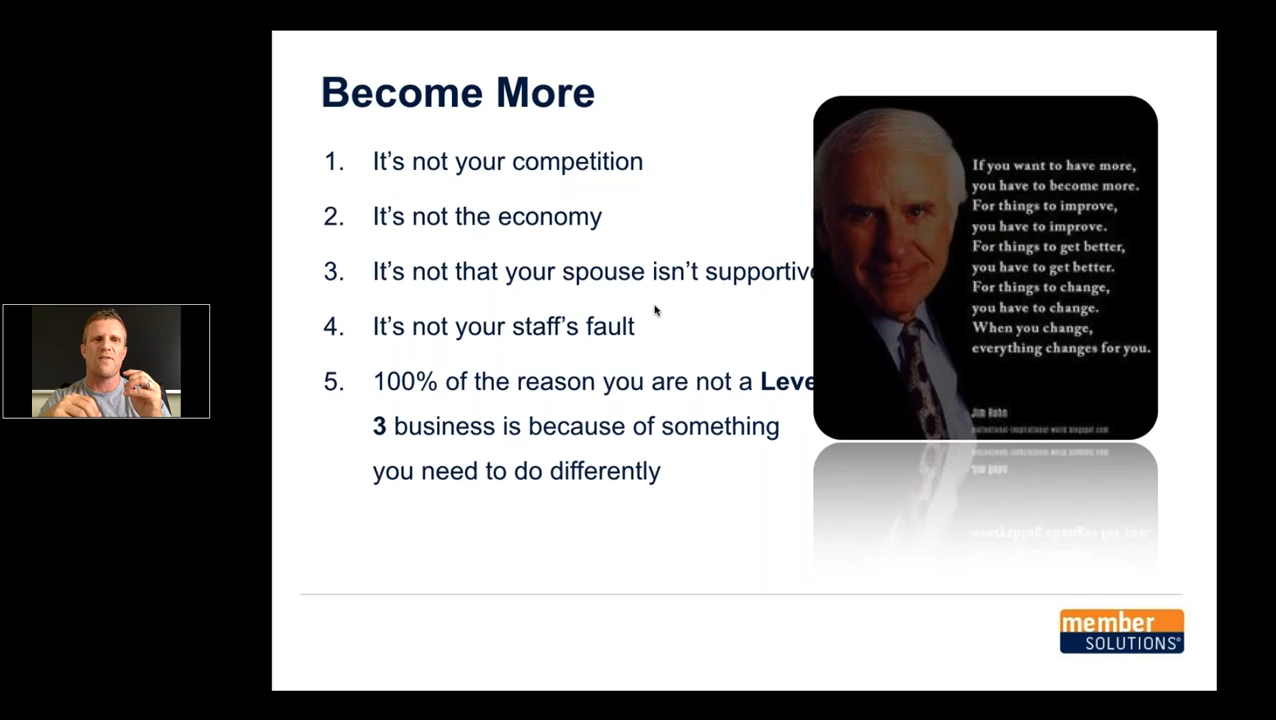 Become More
1. It's not your competition
2. It's not the economy
3. It's not that your spouse isn't supportive
4. It's not your staff's fault
5. 100% of the reason you are not a Leve
3 business is because of something
you need to do differently
If you want to have more,
you have to become more.
For things to improve,
you have to improve.
For things to get better,
you have to get better.
For things to change,
you have to change.
When you change,
everything changes for you.
Jim Rohn
member
SOLUTIONS®